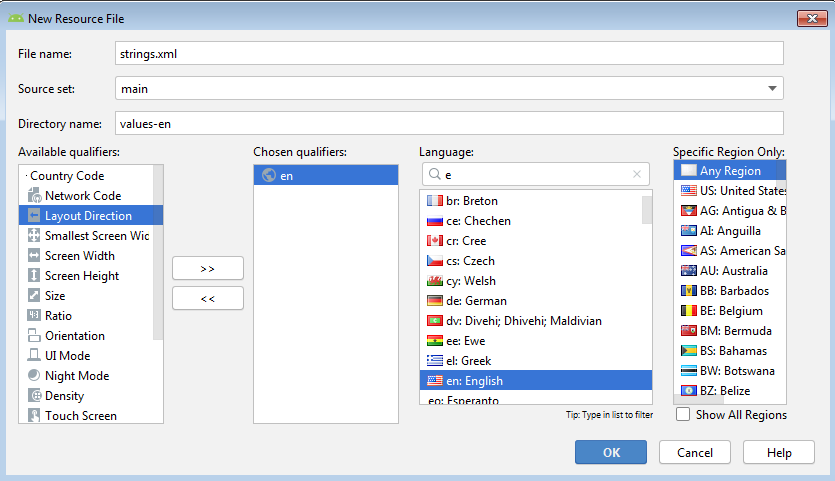 New Resource File
File name:
strings.xml
Source set:
main
Directory name:
values-en
Available qualifiers:
Country Code
Network Code
Layout Direction
Smallest Screen Wid
Screen Width
Screen Height
Size
Ratio
Orientation
UI Mode
Night Mode
Density
Touch Screen
>>
<<
Chosen qualifiers:
en
Language:
e
br: Breton
ce: Chechen
cr: Cree
cs: Czech
cy: Welsh
de: German
dv: Divehi; Dhivehi; Maldivian
ee: Ewe
el: Greek
en: English
eo: Esperanto
Tip: Type in list to filter
Specific Region Only:
Any Region
US: United States
AG: Antigua & B
AI: Anguilla
AS: American Sa
AU: Australia
BB: Barbados
BE: Belgium
BM: Bermuda
BS: Bahamas
BW: Botswana
BZ: Belize
Show All Regions
OK
Cancel
Help